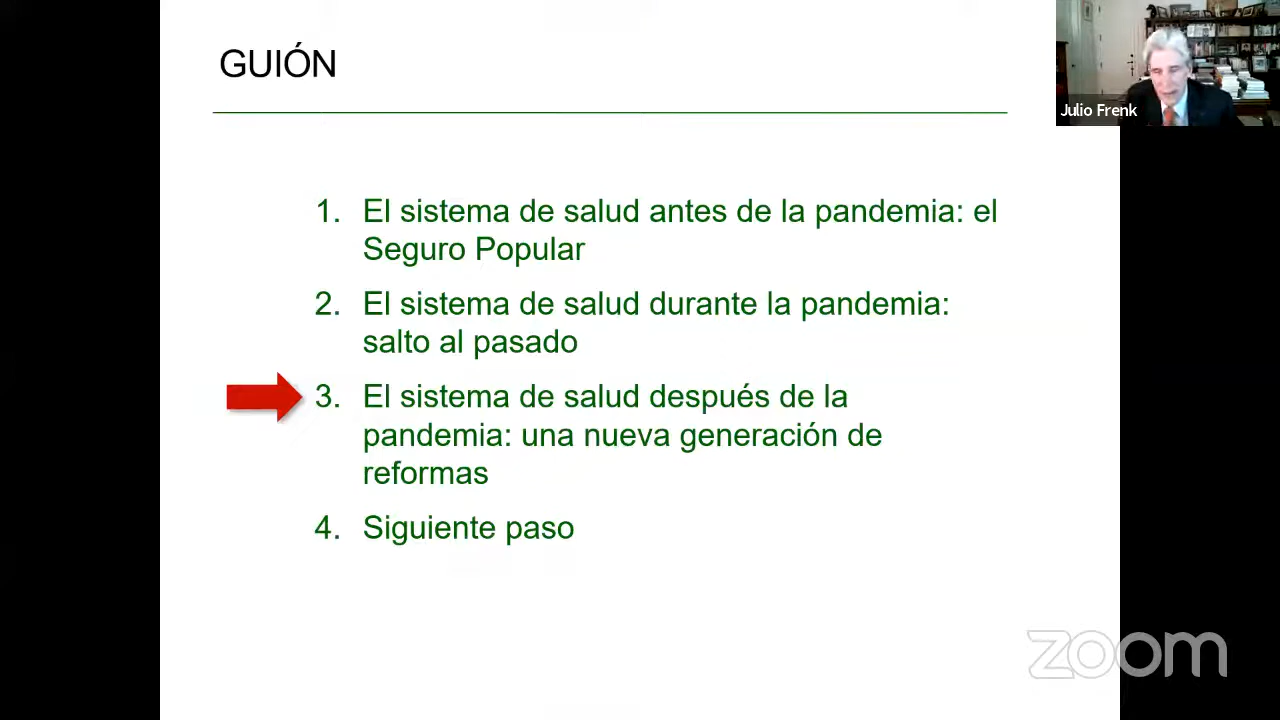 GUIÓN
Julio Frenk
1. El sistema de salud antes de la pandemia: el
Seguro Popular
2. El sistema de salud durante la pandemia:
salto al pasado
3. El sistema de salud después de la
pandemia: una nueva generación de
reformas
4. Siguiente paso
zoom